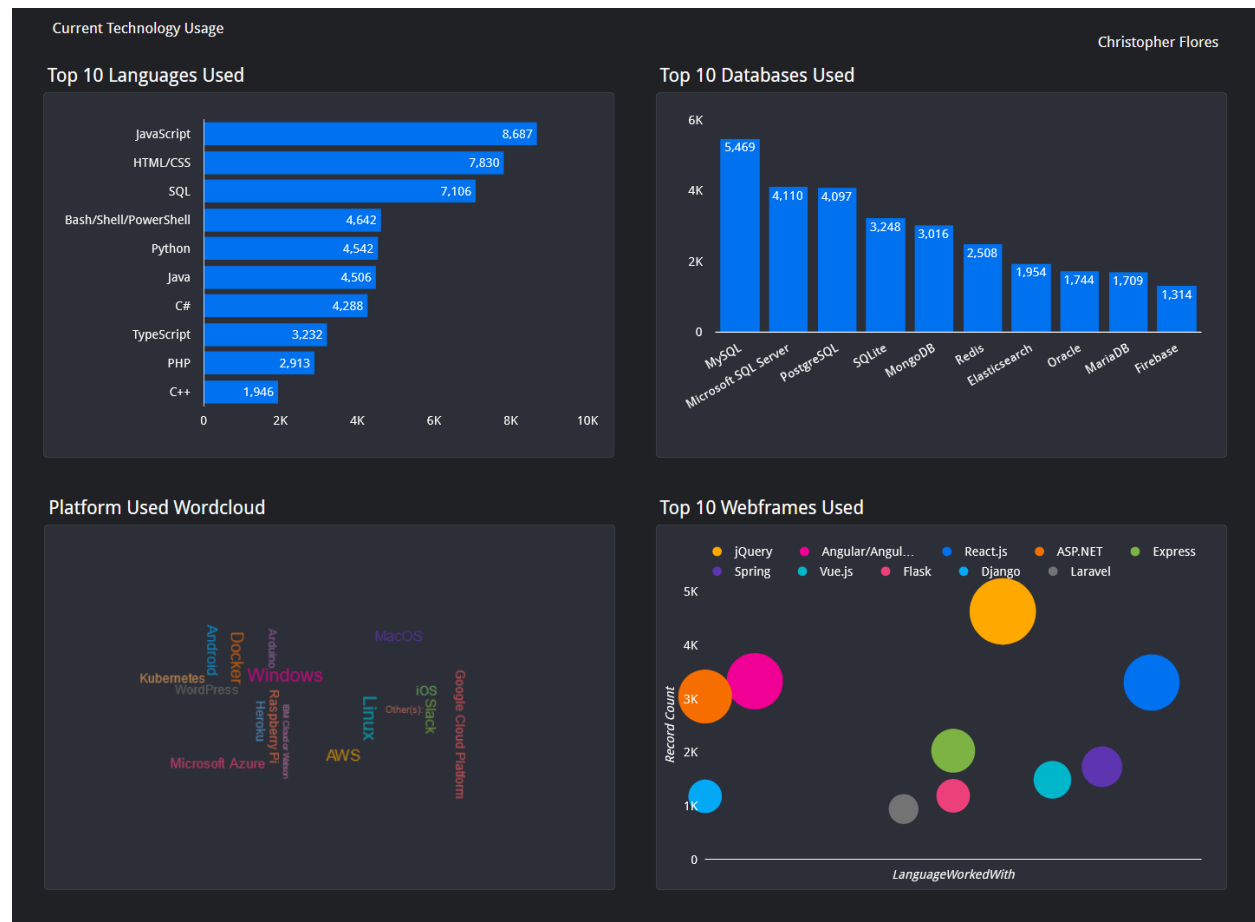 Current Technology Usage
Christopher Flores
Top 10 Languages Used
JavaScript 8,687
HTML/CSS 7,830
SQL 7,106
Bash/Shell/PowerShell 4,642
Python 4,542
Java 4,506
C# 4,288
TypeScript 3,232
PHP 2,913
C++ 1,946
0 2K 4K 6K 8K 10K
Top 10 Databases Used
6K
4K
2K
0
5,469 4,110 4,097 3,248 3,016 2,508 1,954 1,744 1,709 1,314
MySQL Microsoft SQL Server PostgreSQL SQLite MongoDB Redis Elasticsearch Oracle MariaDB Firebase
Platform Used Wordcloud
Android
Docker
Arduino
MacOS
Kubernetes
WordPress
Windows
iOS
Google Cloud Platform
Heroku
Raspberry Pi
IBM Cloud or Watson
Linux
Other(s):
Slack
Microsoft Azure
AWS
Top 10 Webframes Used
jQuery Angular/Angul... React.js ASP.NET Express
Spring Vue.js Flask Django Laravel
5K
4K
3K
2K
1K
0
Record Count
LanguageWorkedWith